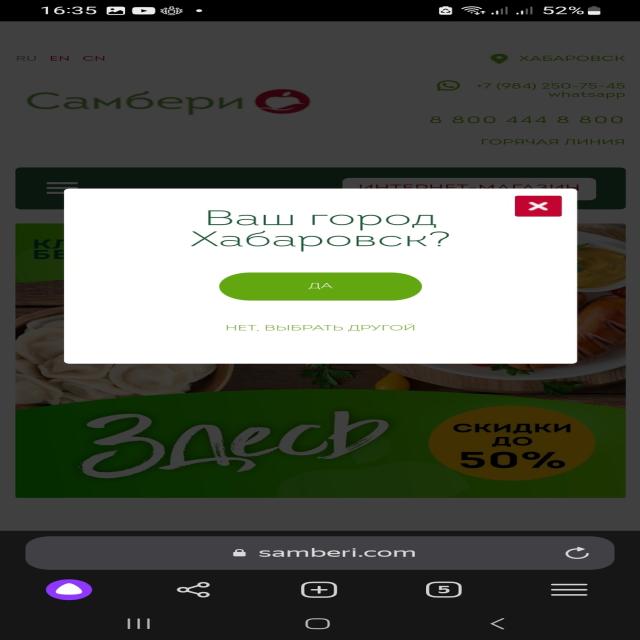 16:35
52%
RU EN CN
ХАБАРОВСК
Самбери
+7 (984) 250-75-45
whatsapp
8 800 444 8 800
ГОРЯЧАЯ ЛИНИЯ
ИНТЕРНЕТ-МАГАЗИН
Ваш город
Хабаровск?
ДА
НЕТ, ВЫБРАТЬ ДРУГОЙ
Здесь
СКИДКИ
ДО
50%
samberi.com
5